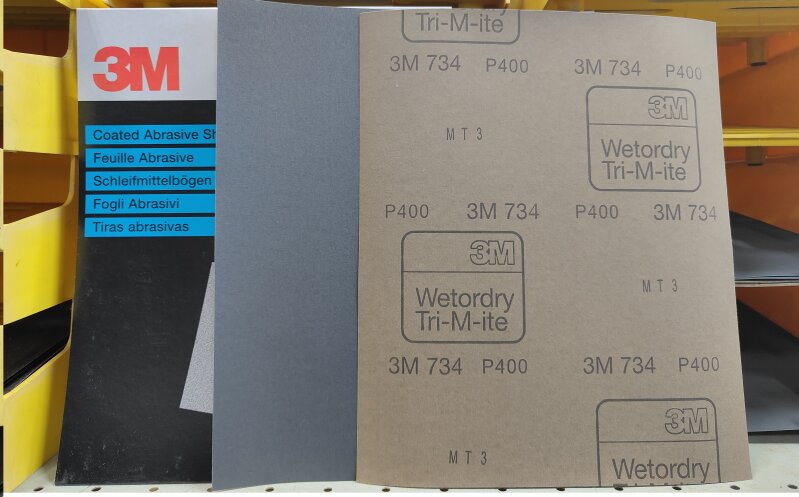 3M
Coated Abrasive Sh
Feuille Abrasive
Schleifmittelbögen
Fogli Abrasivi
Tiras abrasivas
Tri-M-ite
3M 734 P400 3M 734 P400
MT3
3M
Wetordry
Tri-M-ite
P400 3M 734 P400 3M 734
3M
Wetordry
Tri-M-ite
MT3
3M 734 P400 3M 734 P400
3M
Wetordry
MT3